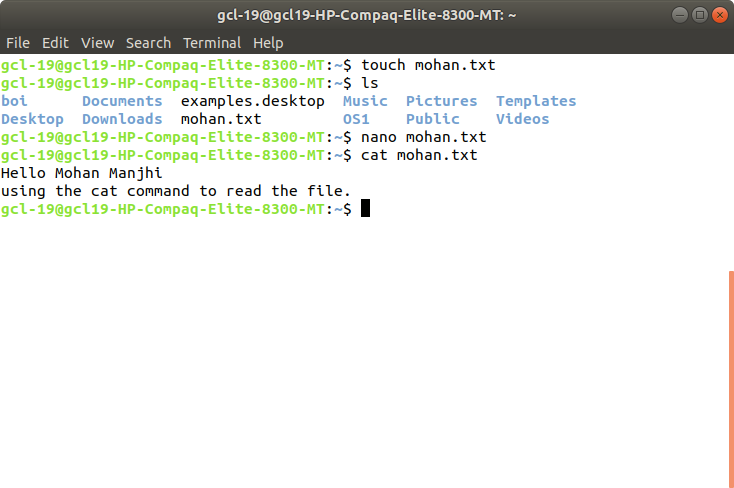 gcl-19@gcl19-HP-Compaq-Elite-8300-MT: ~
File Edit View Search Terminal Help
gcl-19@gcl19-HP-Compaq-Elite-8300-MT:~$ touch mohan.txt
gcl-19@gcl19-HP-Compaq-Elite-8300-MT:~$ ls
boi      Documents  examples.desktop  Music  Pictures  Templates
Desktop  Downloads  mohan.txt         OS1    Public    Videos
gcl-19@gcl19-HP-Compaq-Elite-8300-MT:~$ nano mohan.txt
gcl-19@gcl19-HP-Compaq-Elite-8300-MT:~$ cat mohan.txt
Hello Mohan Manjhi
using the cat command to read the file.
gcl-19@gcl19-HP-Compaq-Elite-8300-MT:~$